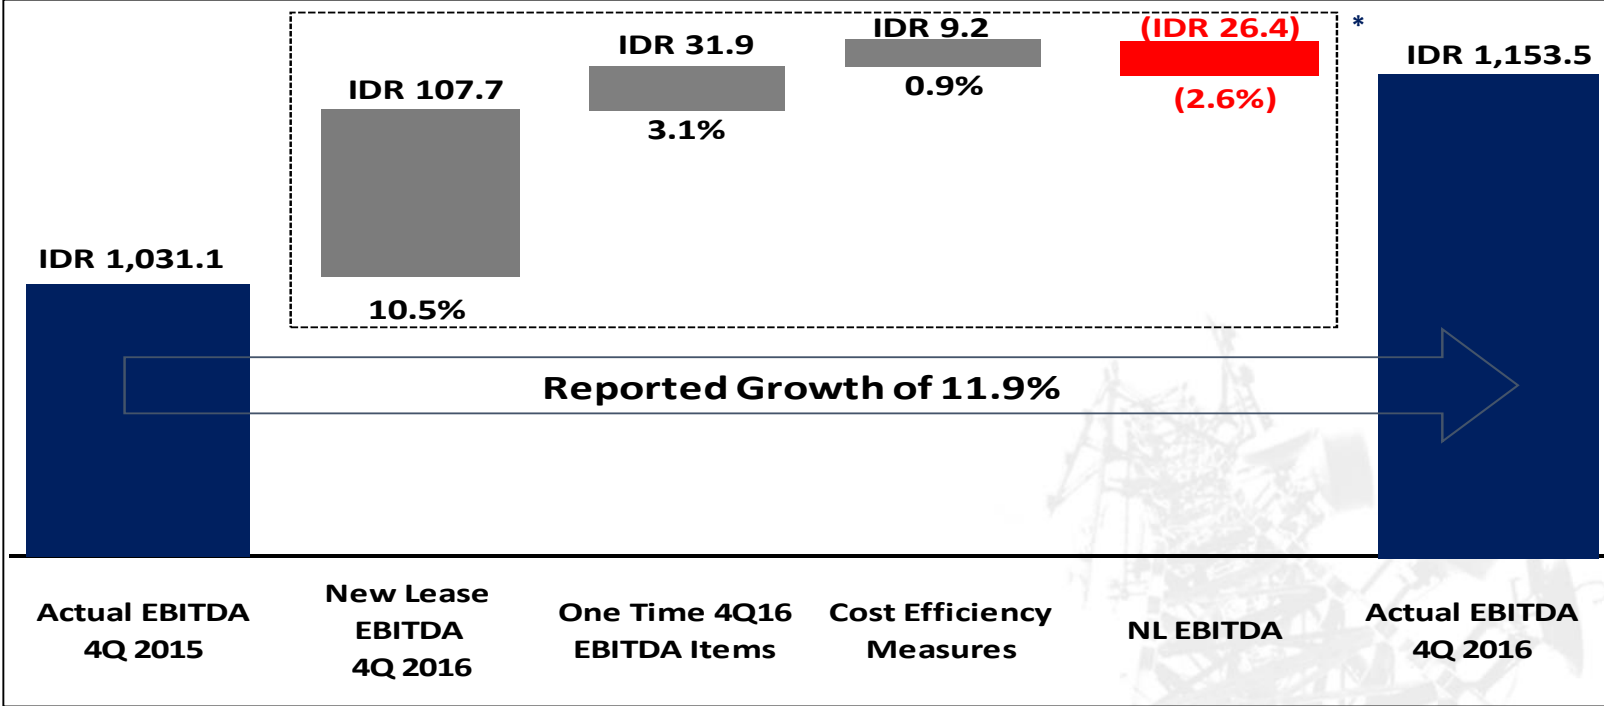 IDR 1,031.1
IDR 107.7
10.5%
IDR 31.9
3.1%
IDR 9.2
0.9%
(IDR 26.4)
(2.6%)
*
IDR 1,153.5
Reported Growth of 11.9%
Actual EBITDA
4Q 2015
New Lease
EBITDA
4Q 2016
One Time 4Q16
EBITDA Items
Cost Efficiency
Measures
NL EBITDA
Actual EBITDA
4Q 2016